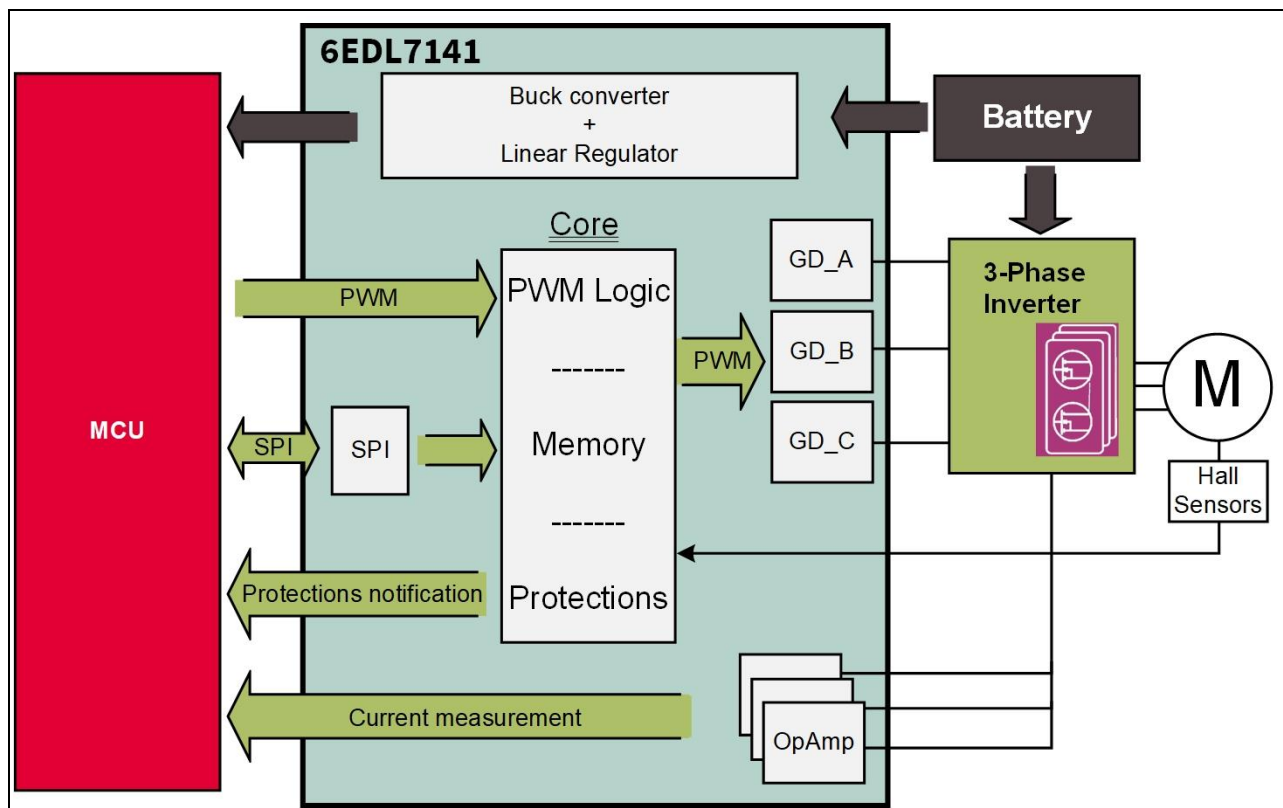 6EDL7141
Buck converter
+
Linear Regulator
Battery
Core
PWM Logic
-------
Memory
-------
Protections
PWM
PWM
GD_A
GD_B
GD_C
3-Phase
Inverter
M
Hall
Sensors
MCU
SPI
SPI
Protections notification
Current measurement
OpAmp